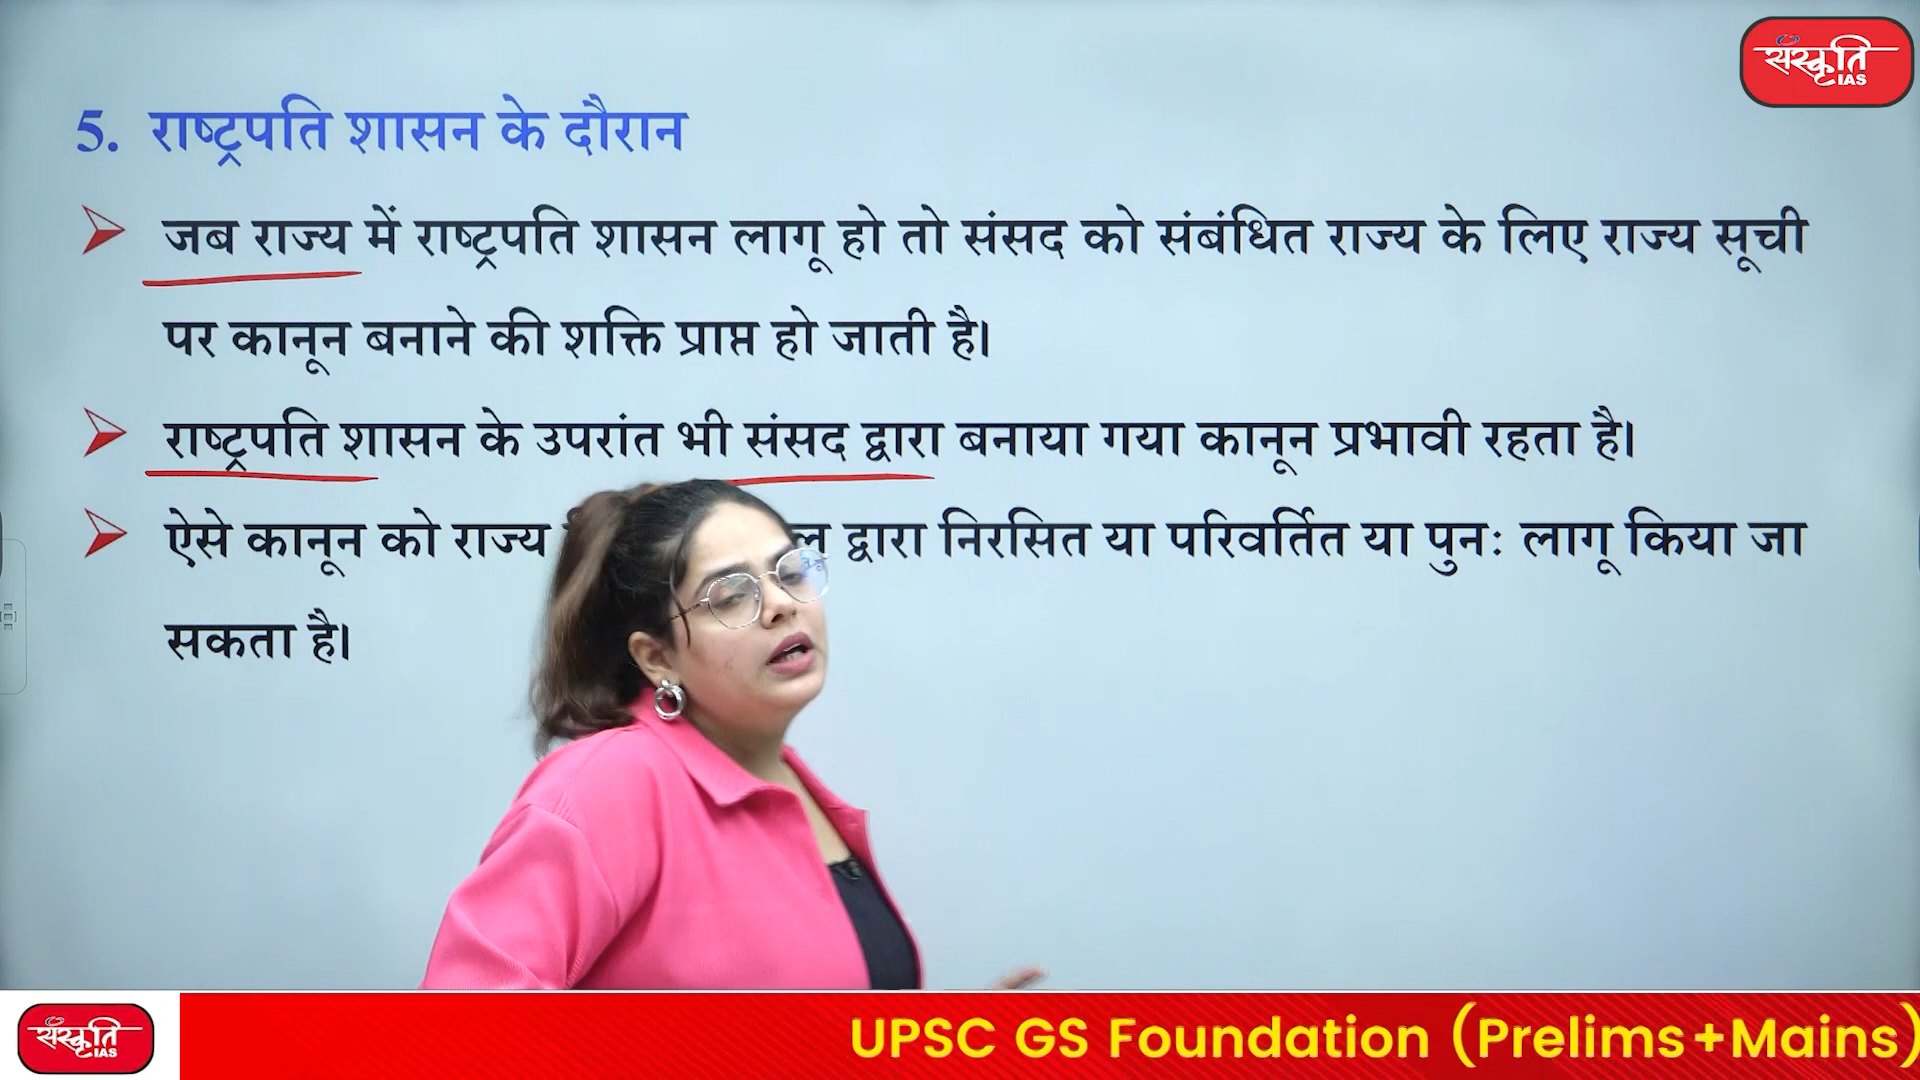 संस्कृति
IAS
5. राष्ट्रपति शासन के दौरान
जब राज्य में राष्ट्रपति शासन लागू हो तो संसद को संबंधित राज्य के लिए राज्य सूची
पर कानून बनाने की शक्ति प्राप्त हो जाती है।
राष्ट्रपति शासन के उपरांत भी संसद द्वारा बनाया गया कानून प्रभावी रहता है।
ऐसे कानून को राज्य द्वारा निरसित या परिवर्तित या पुनः लागू किया जा
सकता है।
संस्कृति
IAS
UPSC GS Foundation (Prelims+Mains)